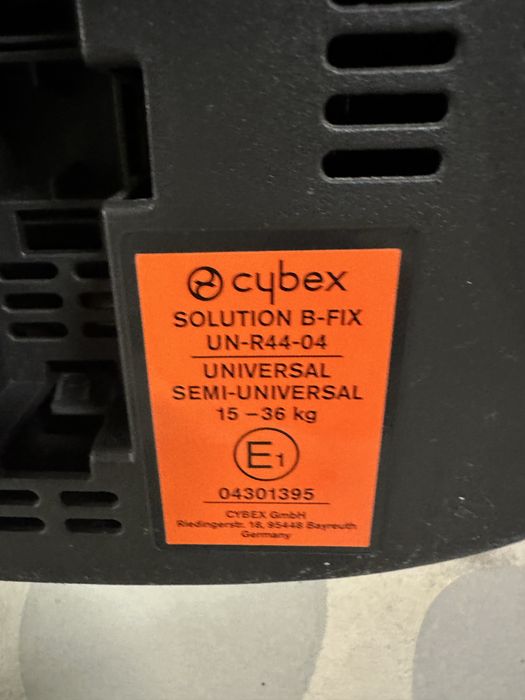 cybex
SOLUTION B-FIX
UN-R44-04
UNIVERSAL
SEMI-UNIVERSAL
15 – 36 kg
E1
04301395
CYBEX GmbH
Riedingerstr. 18, 95448 Bayreuth
Germany